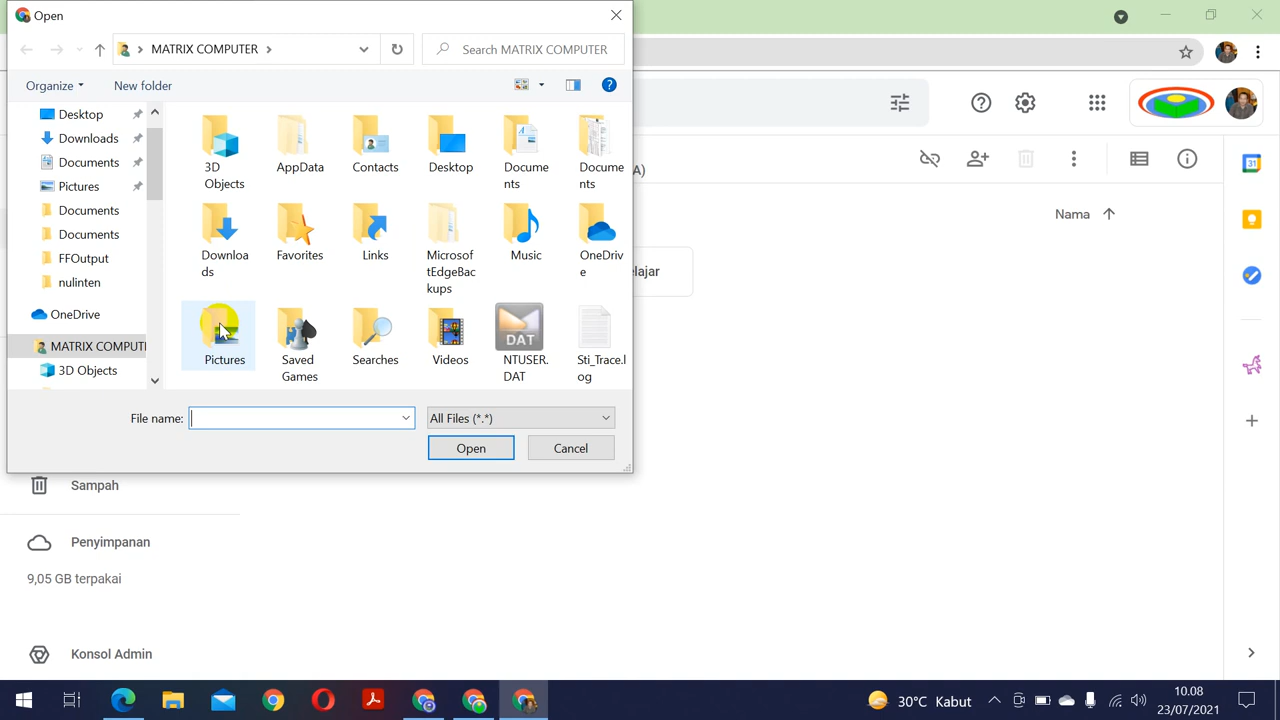 Open
MATRIX COMPUTER
Search MATRIX COMPUTER
Organize
New folder
Desktop
Downloads
Documents
Pictures
Documents
Documents
FFOutput
nulinten
OneDrive
MATRIX COMPUT
3D Objects
3D
Objects
AppData
Contacts
Desktop
Docume
nts
Docume
nts
Downloa
ds
Favorites
Links
Microsof
tEdgeBac
kups
Music
OneDriv
e
Pictures
Saved
Games
Searches
Videos
DAT
NTUSER.
DAT
Sti_Trace.l
og
File name:
All Files (*.*)
Open
Cancel
A)
Nama
elajar
31
Sampah
Penyimpanan
9,05 GB terpakai
Konsol Admin
30°C Kabut
10.08
23/07/2021